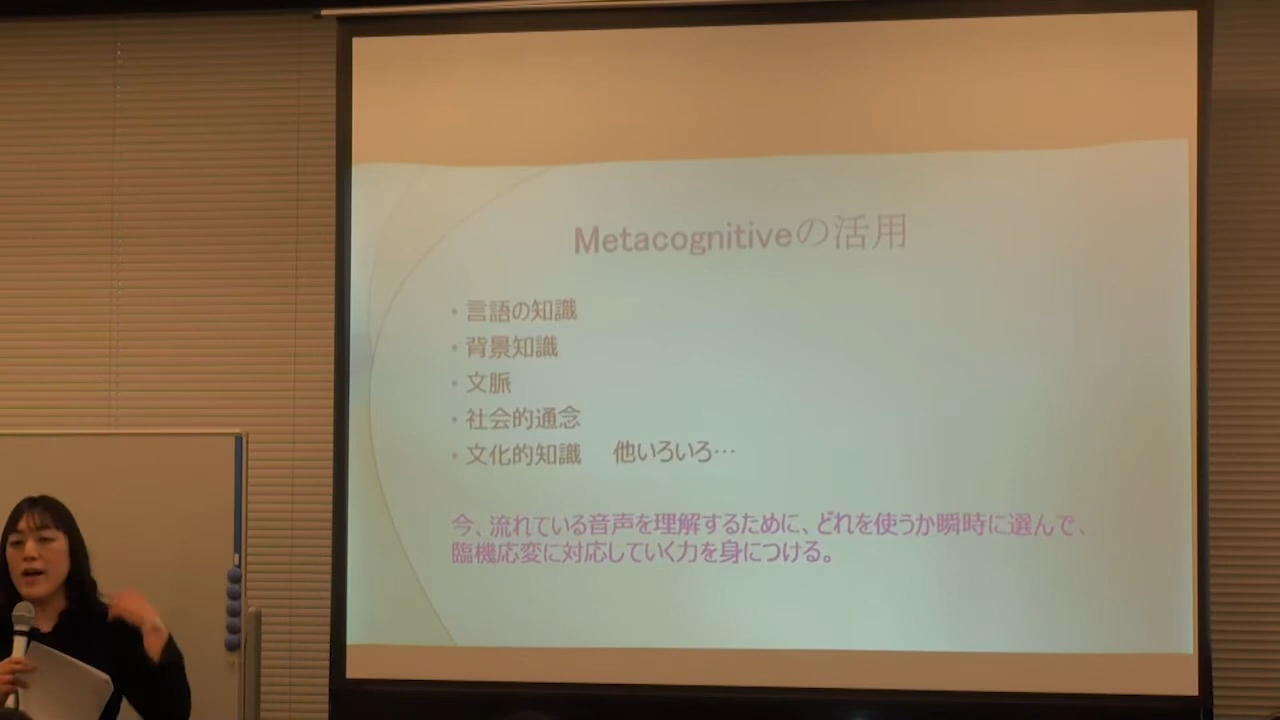 Metacognitiveの活用
・言語の知識
・背景知識
・文脈
・社会的通念
・文化的知識　他いろいろ…
今、流れている音声を理解するために、どれを使うか瞬時に選んで、
臨機応変に対応していく力を身につける。